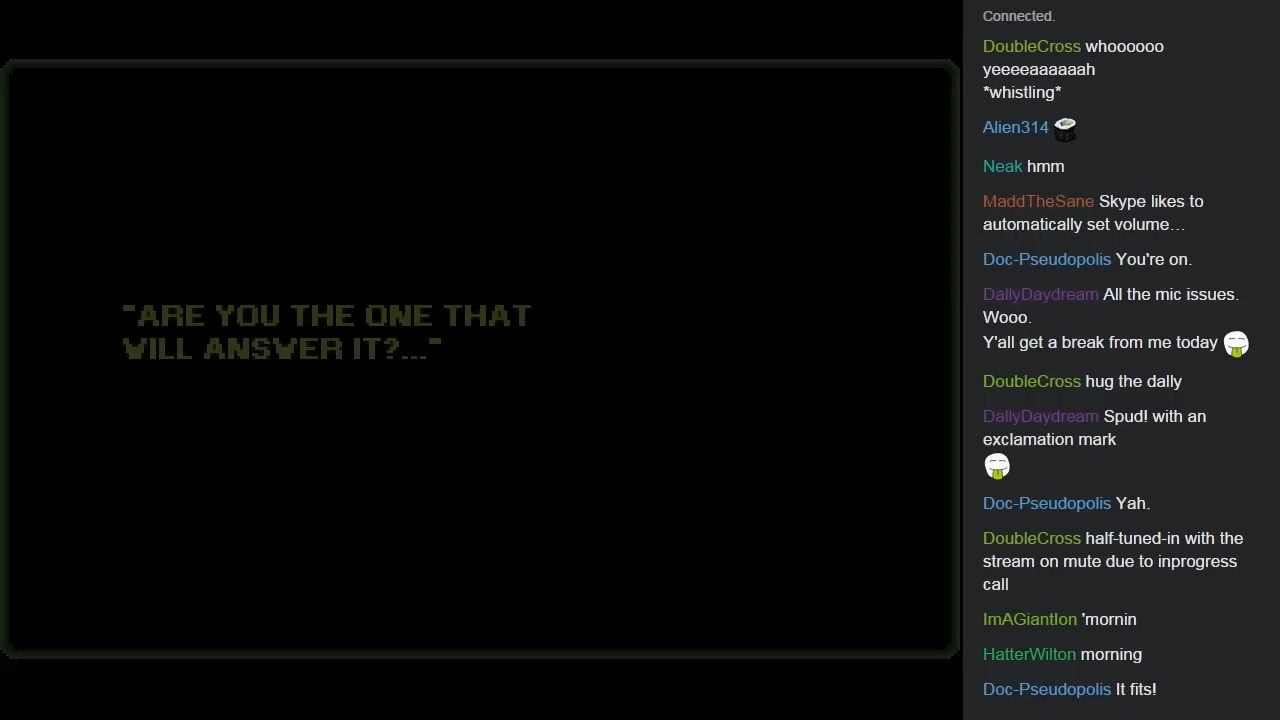 "ARE YOU THE ONE THAT
WILL ANSWER IT?..."
Connected.
DoubleCross whoooooo
yeeeeaaaaaah
*whistling*
Alien314
Neak hmm
MaddTheSane Skype likes to
automatically set volume…
Doc-Pseudopolis You're on.
DallyDaydream All the mic issues.
Wooo.
Y'all get a break from me today
DoubleCross hug the dally
DallyDaydream Spud! with an
exclamation mark
Doc-Pseudopolis Yah.
DoubleCross half-tuned-in with the
stream on mute due to inprogress
call
ImAGiantIon 'mornin
HatterWilton morning
Doc-Pseudopolis It fits!